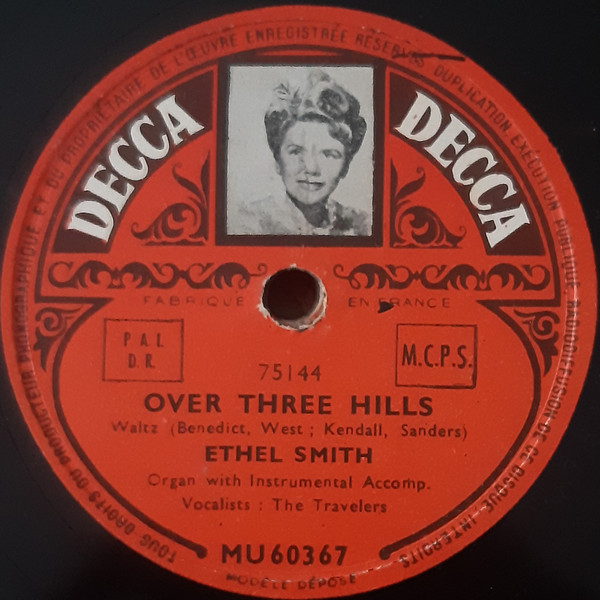 TOUS DROITS DU PRODUCTEUR PHONOGRAPHIQUE ET DU PROPRIÉTAIRE DE L'ŒUVRE ENREGISTRÉE RÉSERVÉS DUPLICATION, EXÉCUTION PUBLIQUE, RADIODIFFUSION DE CE DISQUE INTERDITS
DECCA
DECCA
FABRIQUÉ EN FRANCE
P.A.I.
D.R.
M.C.P.S.
75144
OVER THREE HILLS
Waltz (Benedict, West ; Kendall, Sanders)
ETHEL SMITH
Organ with Instrumental Accomp.
Vocalists : The Travelers
MU 60367
MODÈLE DÉPOSÉ